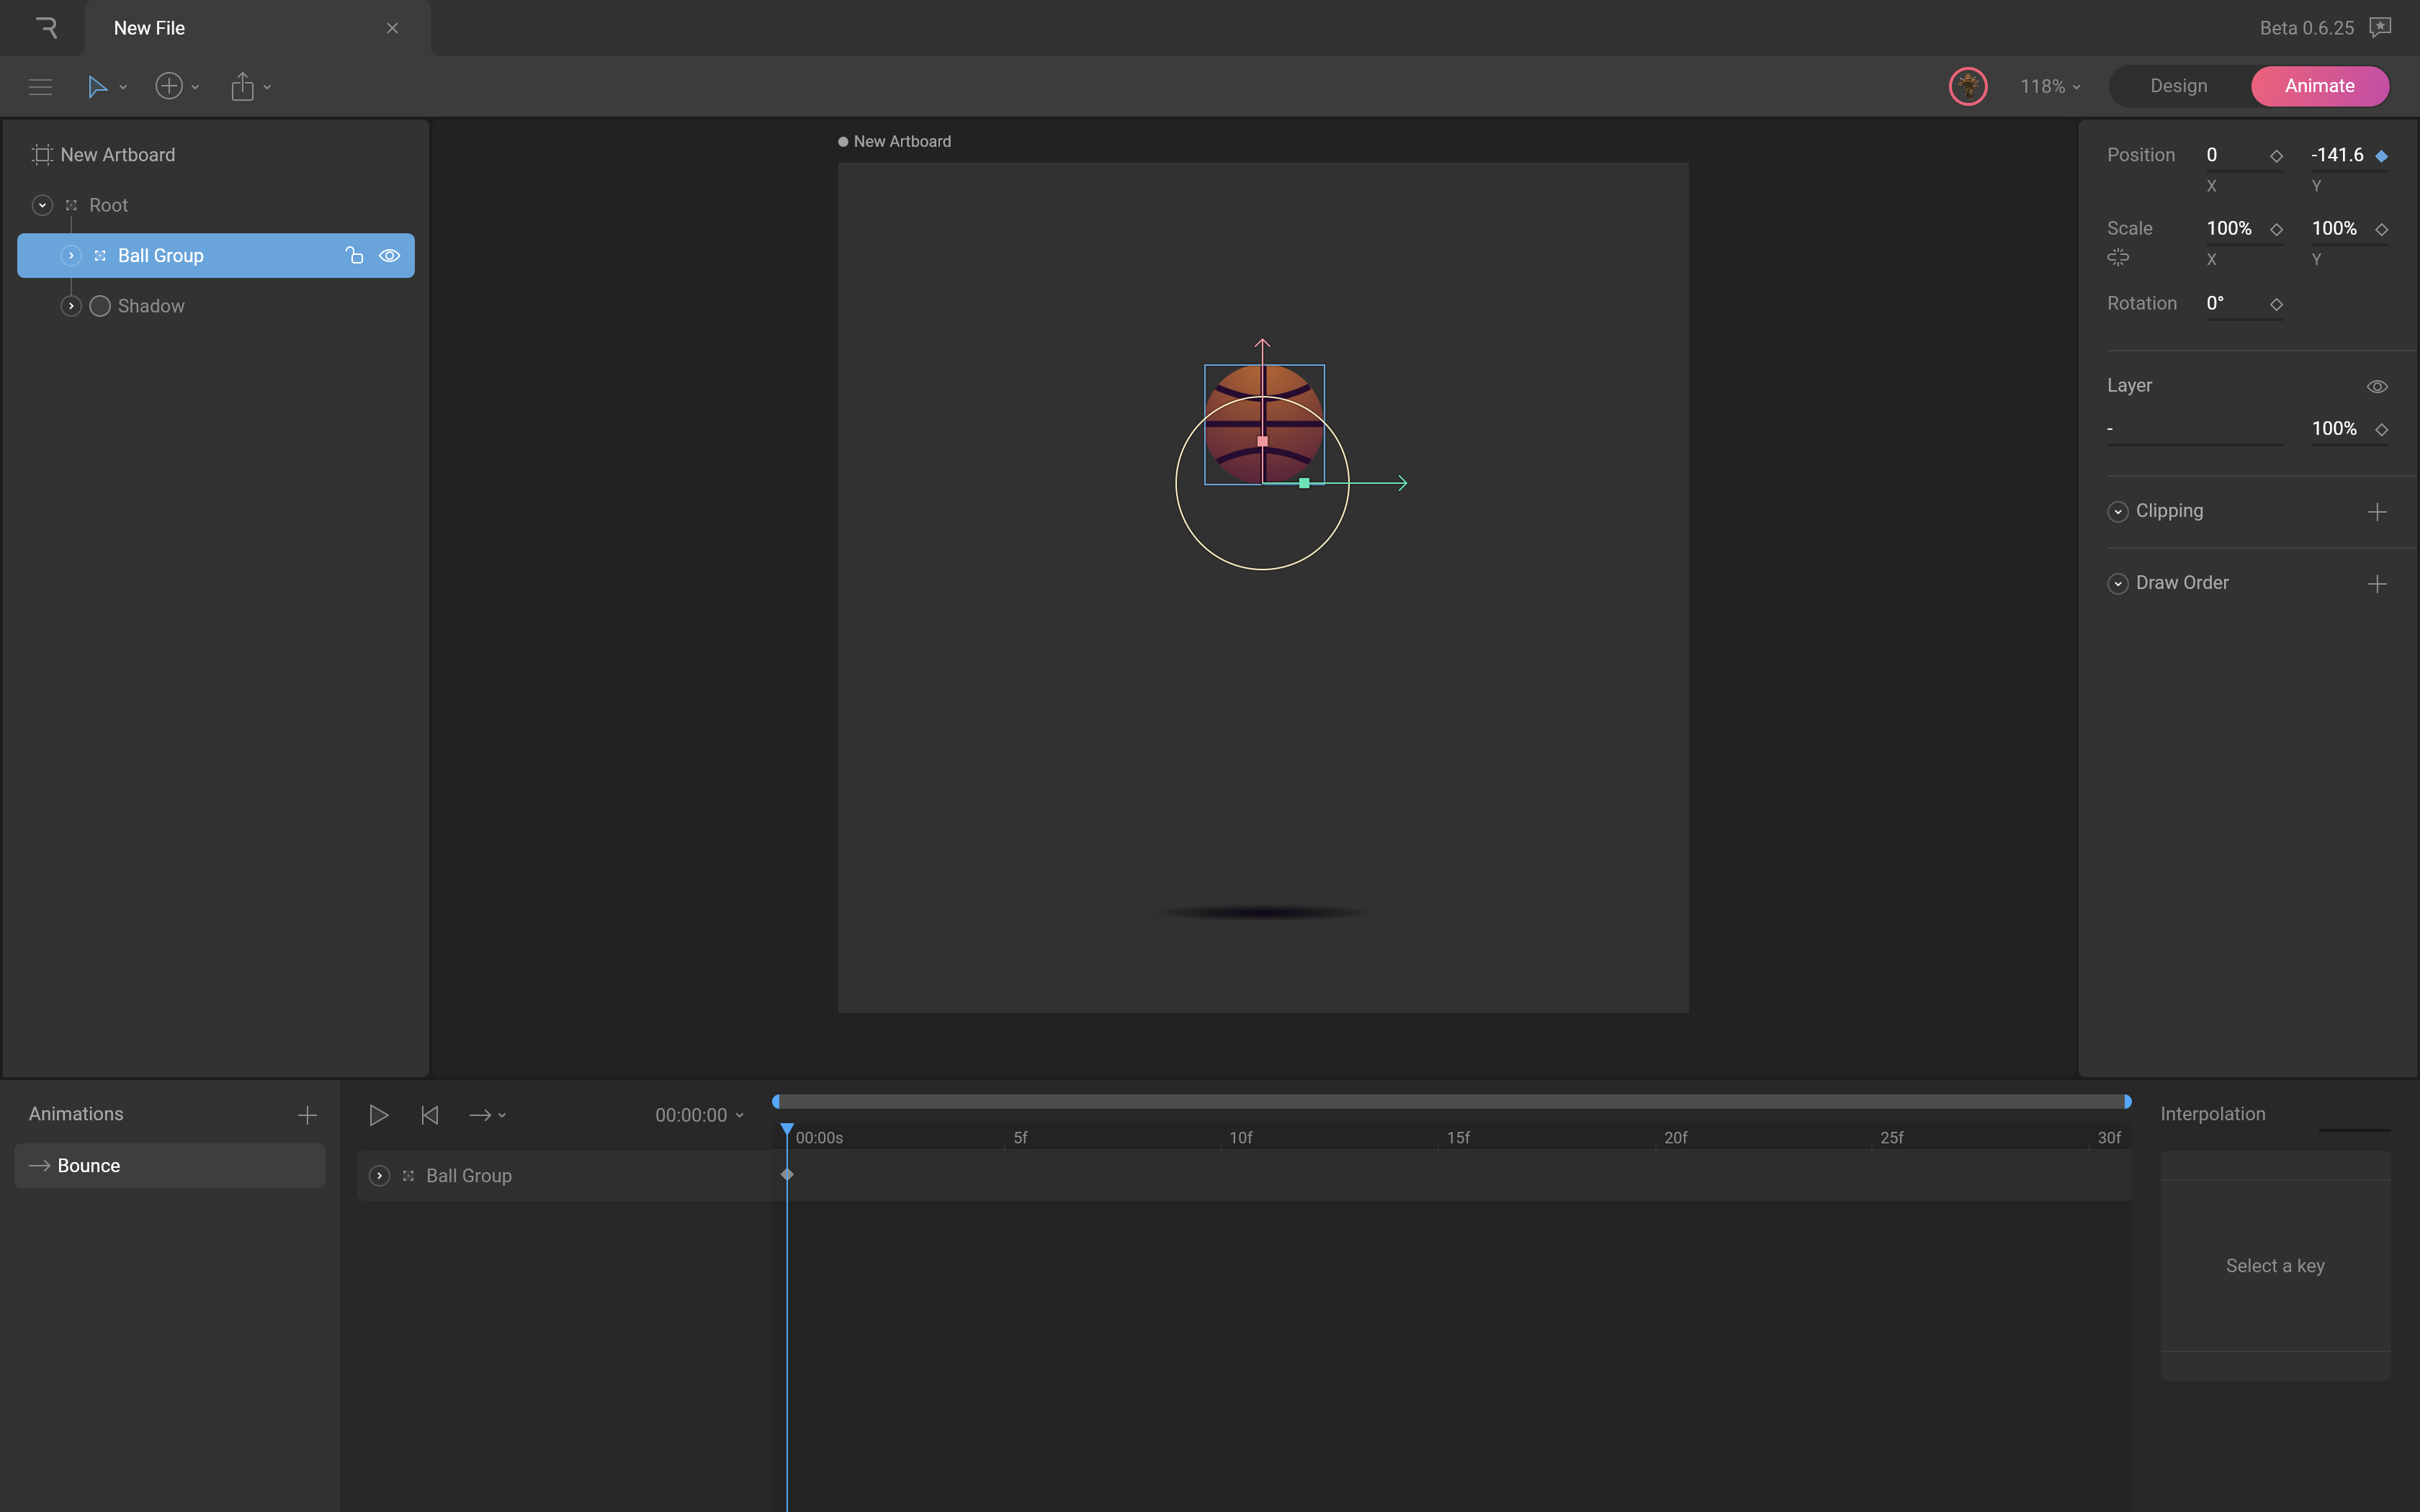 New File
Beta 0.6.25
118%
Design
Animate
New Artboard
Root
Ball Group
Shadow
New Artboard
Position 0 -141.6
X Y
Scale 100% 100%
X Y
Rotation 0°
Layer
- 100%
Clipping
Draw Order
Animations
Bounce
00:00:00
00:00s 5f 10f 15f 20f 25f 30f
Ball Group
Interpolation
Select a key